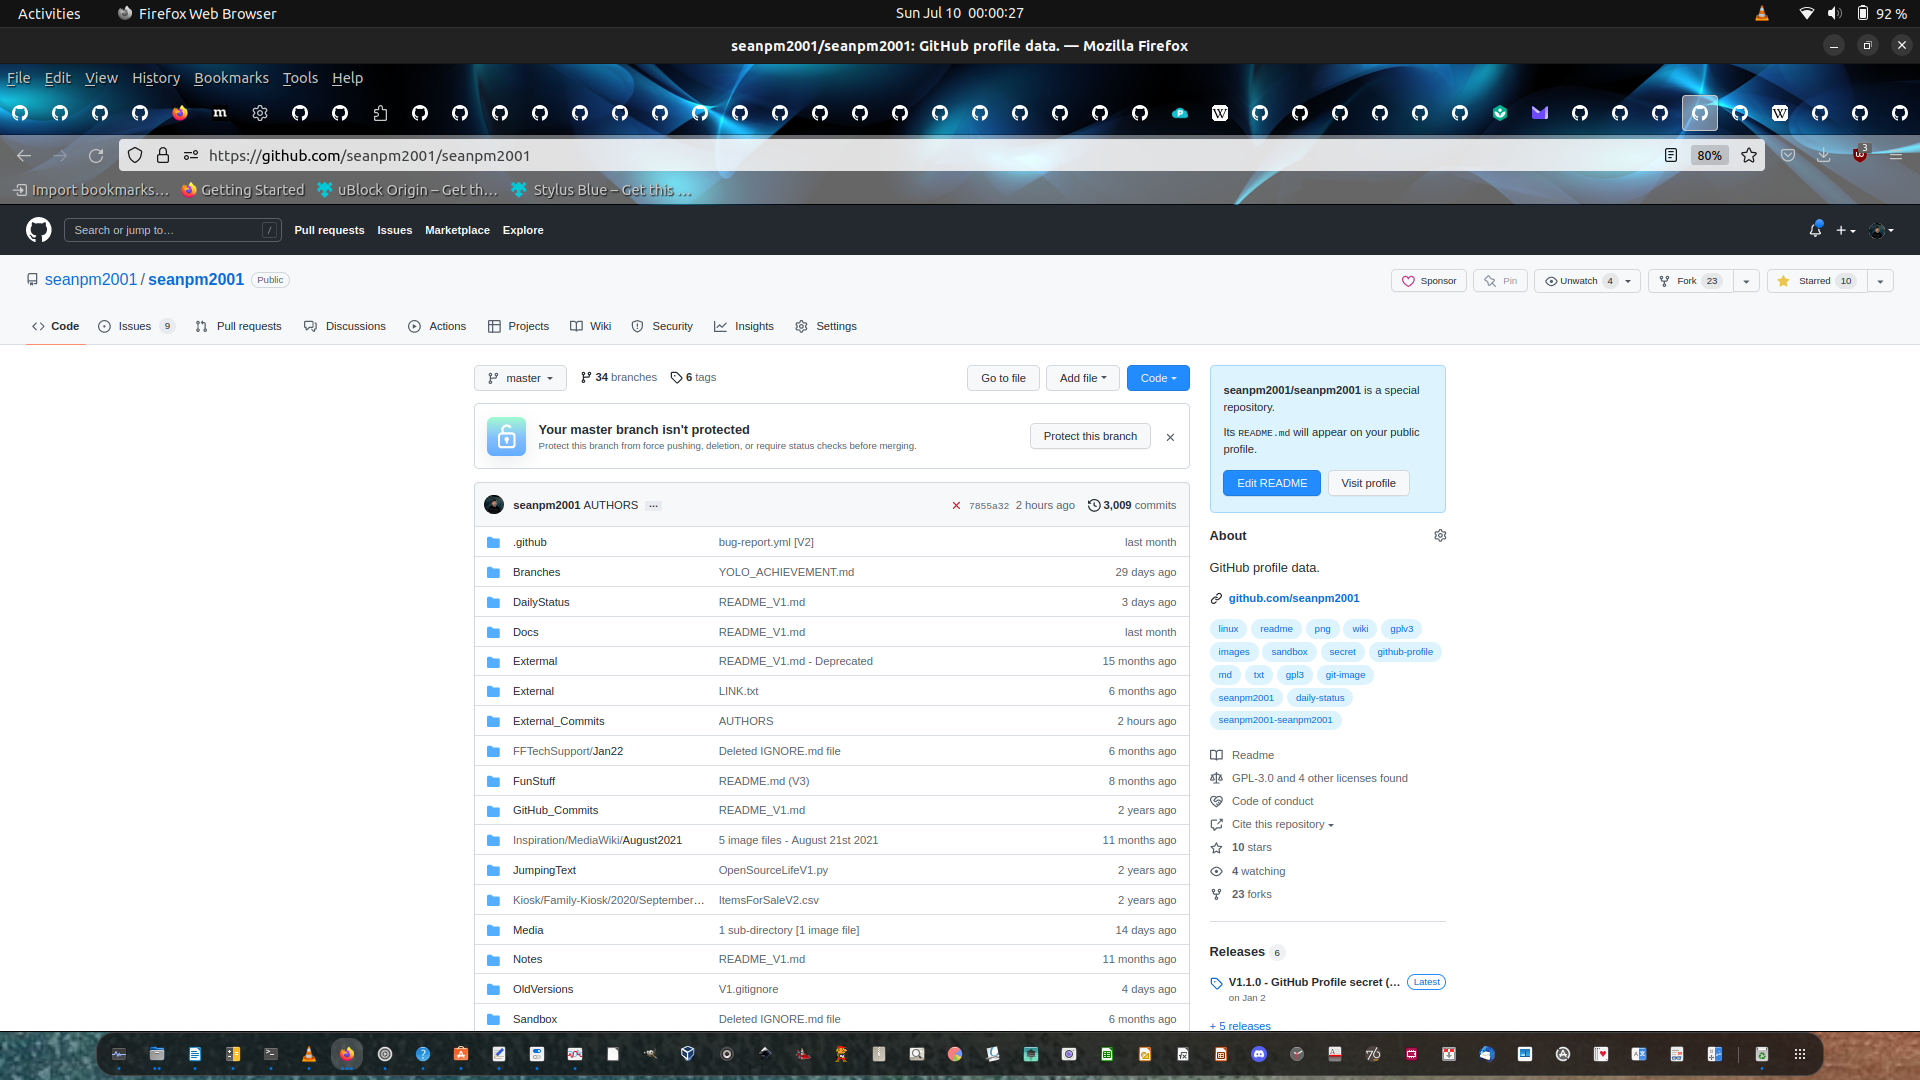 Activities Firefox Web Browser Sun Jul 10 00:00:27 92 %
seanpm2001/seanpm2001: GitHub profile data. — Mozilla Firefox
File Edit View History Bookmarks Tools Help
https://github.com/seanpm2001/seanpm2001 80% 3
Import bookmarks… Getting Started uBlock Origin – Get th… Stylus Blue – Get this …
Search or jump to… / Pull requests Issues Marketplace Explore
seanpm2001 / seanpm2001 Public Sponsor Pin Unwatch 4 Fork 23 Starred 10
Code Issues 9 Pull requests Discussions Actions Projects Wiki Security Insights Settings
master 34 branches 6 tags Go to file Add file Code
Your master branch isn't protected
Protect this branch from force pushing, deletion, or require status checks before merging.
Protect this branch
seanpm2001 AUTHORS ... 7855a32 2 hours ago 3,009 commits
.github bug-report.yml [V2] last month
Branches YOLO_ACHIEVEMENT.md 29 days ago
DailyStatus README_V1.md 3 days ago
Docs README_V1.md last month
Extermal README_V1.md - Deprecated 15 months ago
External LINK.txt 6 months ago
External_Commits AUTHORS 2 hours ago
FFTechSupport/Jan22 Deleted IGNORE.md file 6 months ago
FunStuff README.md (V3) 8 months ago
GitHub_Commits README_V1.md 2 years ago
Inspiration/MediaWiki/August2021 5 image files - August 21st 2021 11 months ago
JumpingText OpenSourceLifeV1.py 2 years ago
Kiosk/Family-Kiosk/2020/September… ItemsForSaleV2.csv 2 years ago
Media 1 sub-directory [1 image file] 14 days ago
Notes README_V1.md 11 months ago
OldVersions V1.gitignore 4 days ago
Sandbox Deleted IGNORE.md file 6 months ago
seanpm2001/seanpm2001 is a special
repository.
Its README.md will appear on your public
profile.
Edit README Visit profile
About
GitHub profile data.
github.com/seanpm2001
linux readme png wiki gplv3
images sandbox secret github-profile
md txt gpl3 git-image
seanpm2001 daily-status
seanpm2001-seanpm2001
Readme
GPL-3.0 and 4 other licenses found
Code of conduct
Cite this repository
10 stars
4 watching
23 forks
Releases 6
V1.1.0 - GitHub Profile secret (… Latest
on Jan 2
+ 5 releases